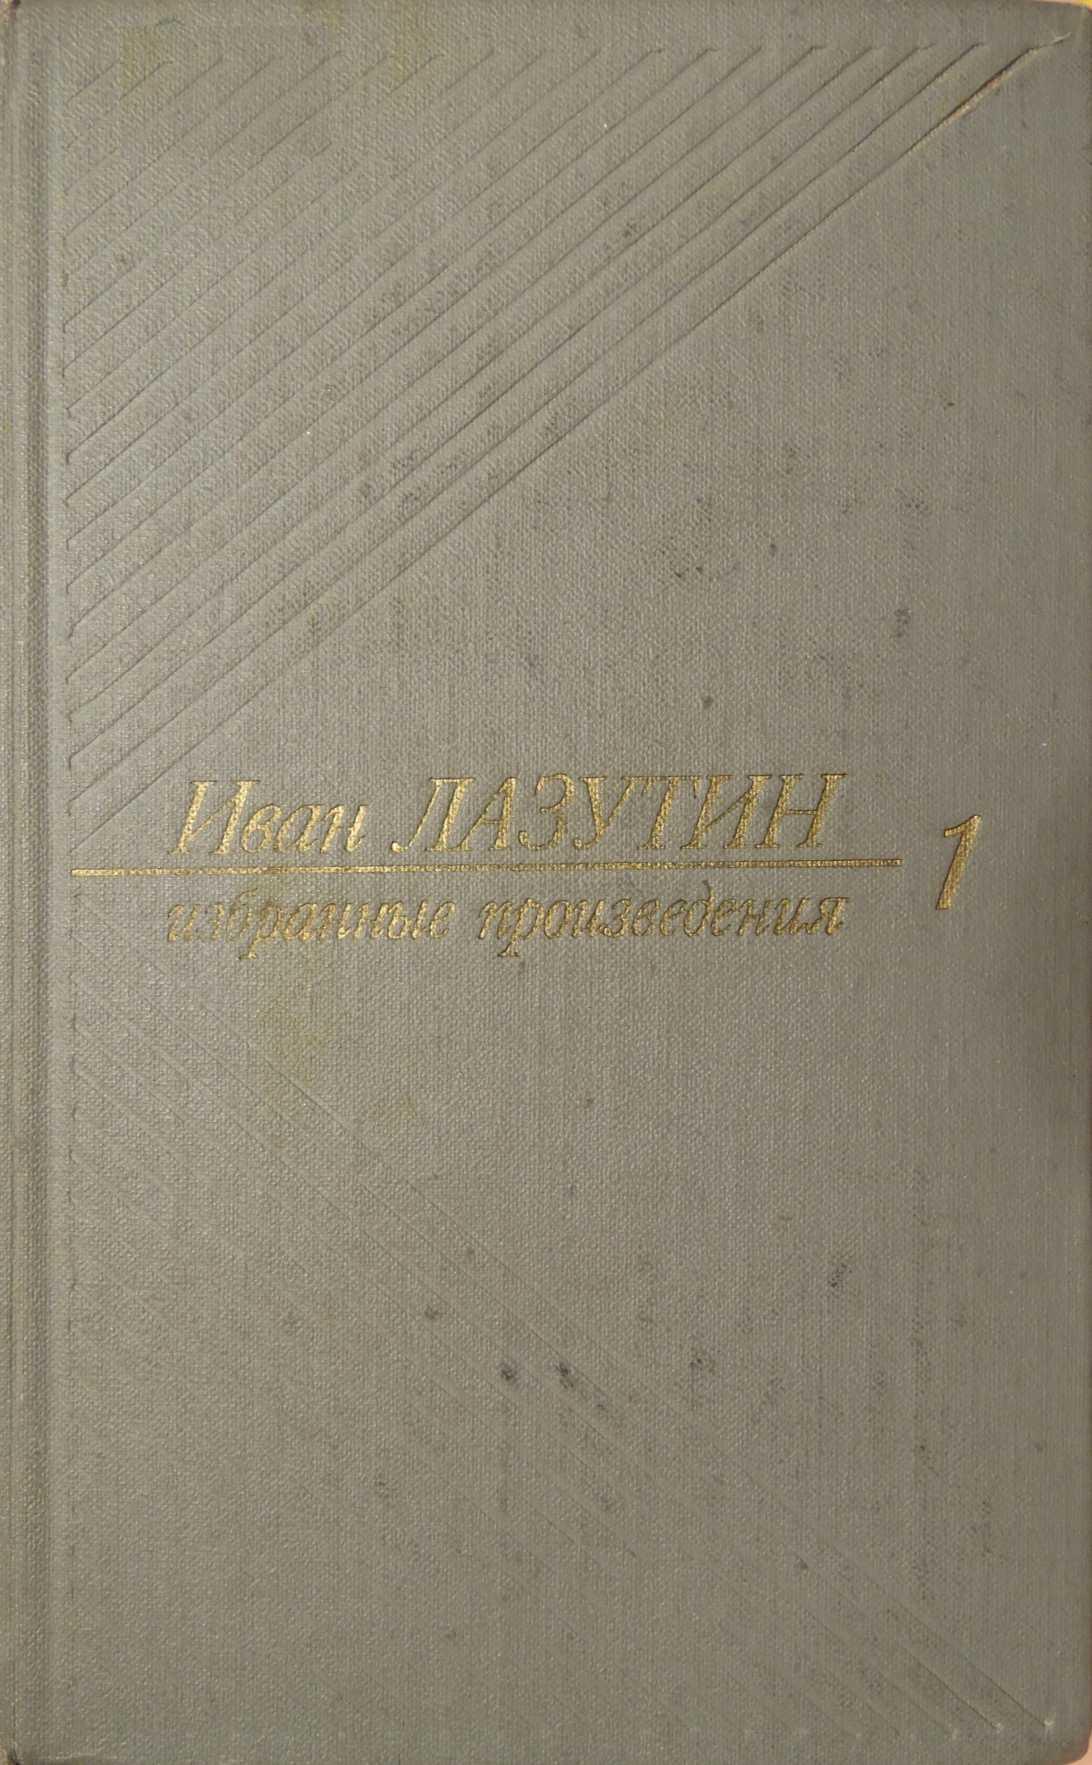 Иван ЛАЗУТИН
избранные произведения
1